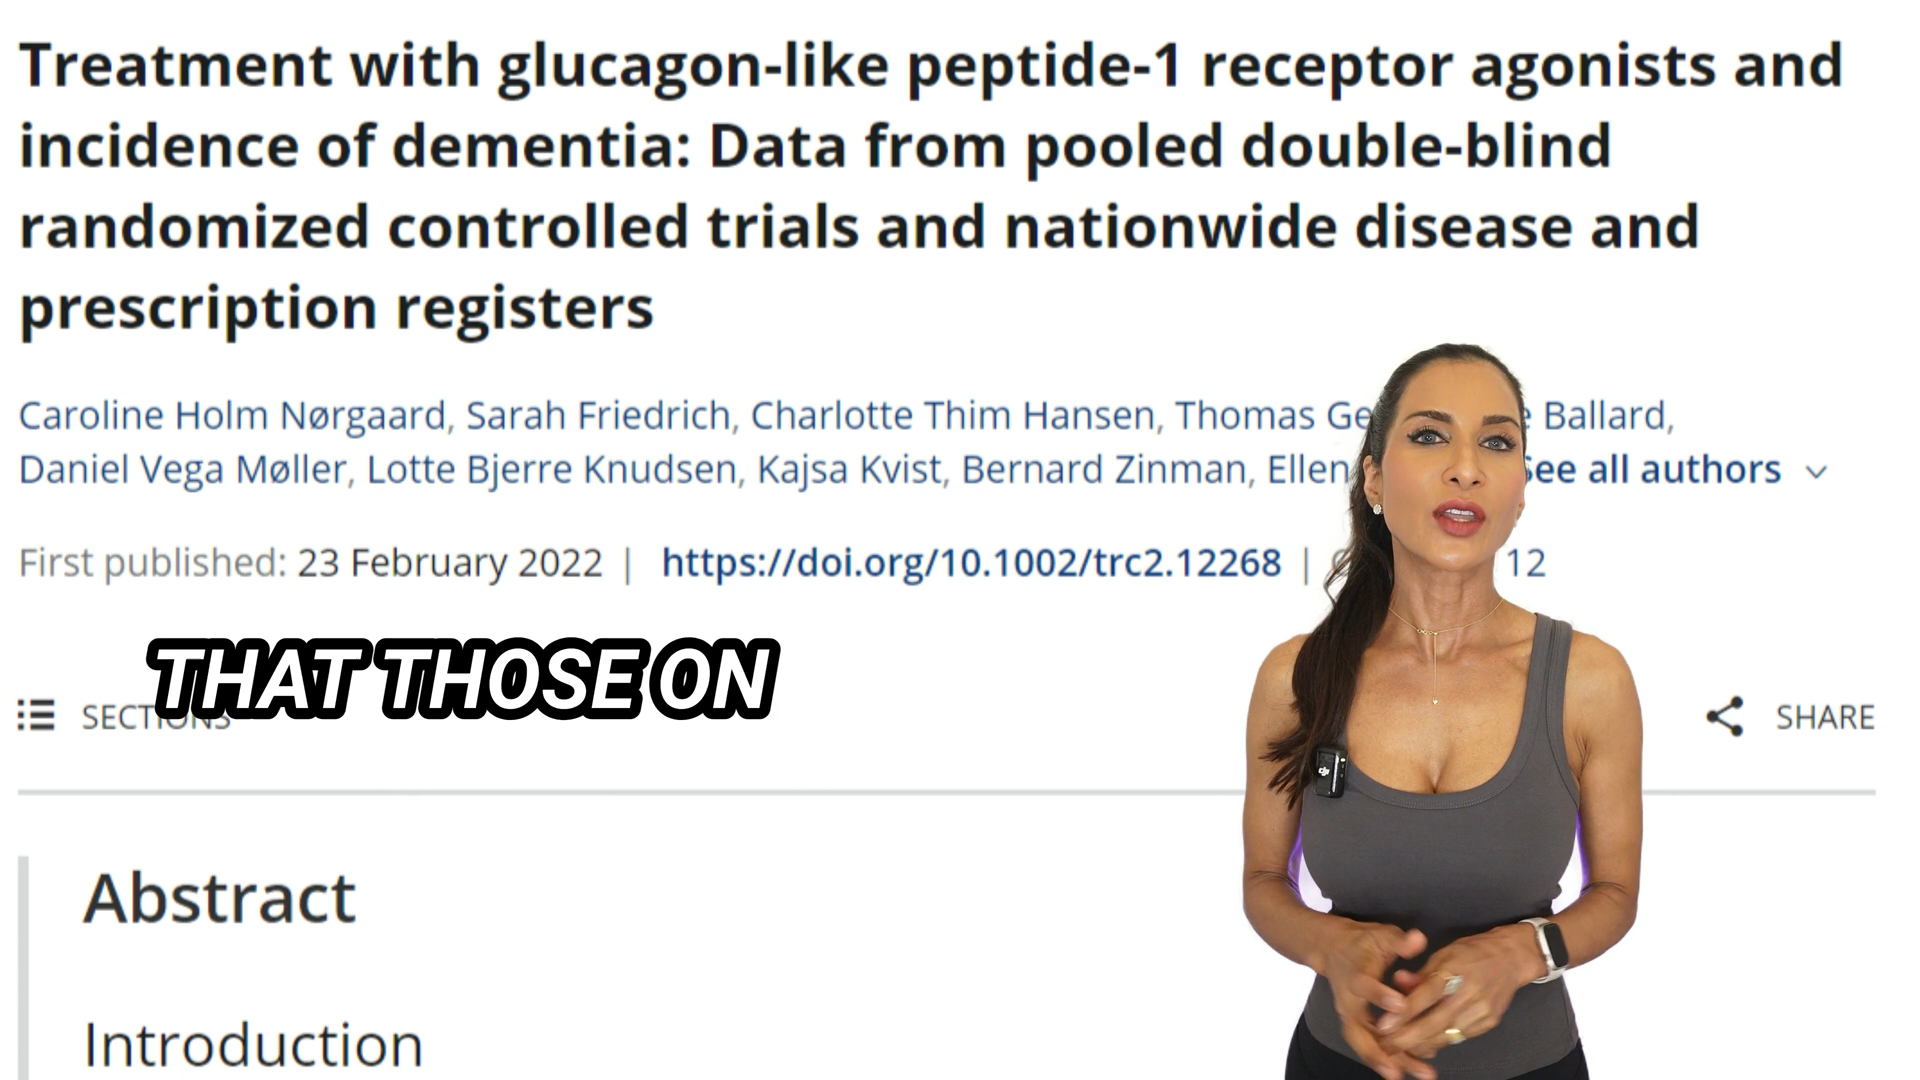 Treatment with glucagon-like peptide-1 receptor agonists and
incidence of dementia: Data from pooled double-blind
randomized controlled trials and nationwide disease and
prescription registers
Caroline Holm Nørgaard, Sarah Friedrich, Charlotte Thim Hansen, Thomas Ballard,
Daniel Vega Møller, Lotte Bjerre Knudsen, Kajsa Kvist, Bernard Zinman, Ellen See all authors
First published: 23 February 2022 | https://doi.org/10.1002/trc2.12268 | 12
THAT THOSE ON
SECTIONS
SHARE
Abstract
Introduction